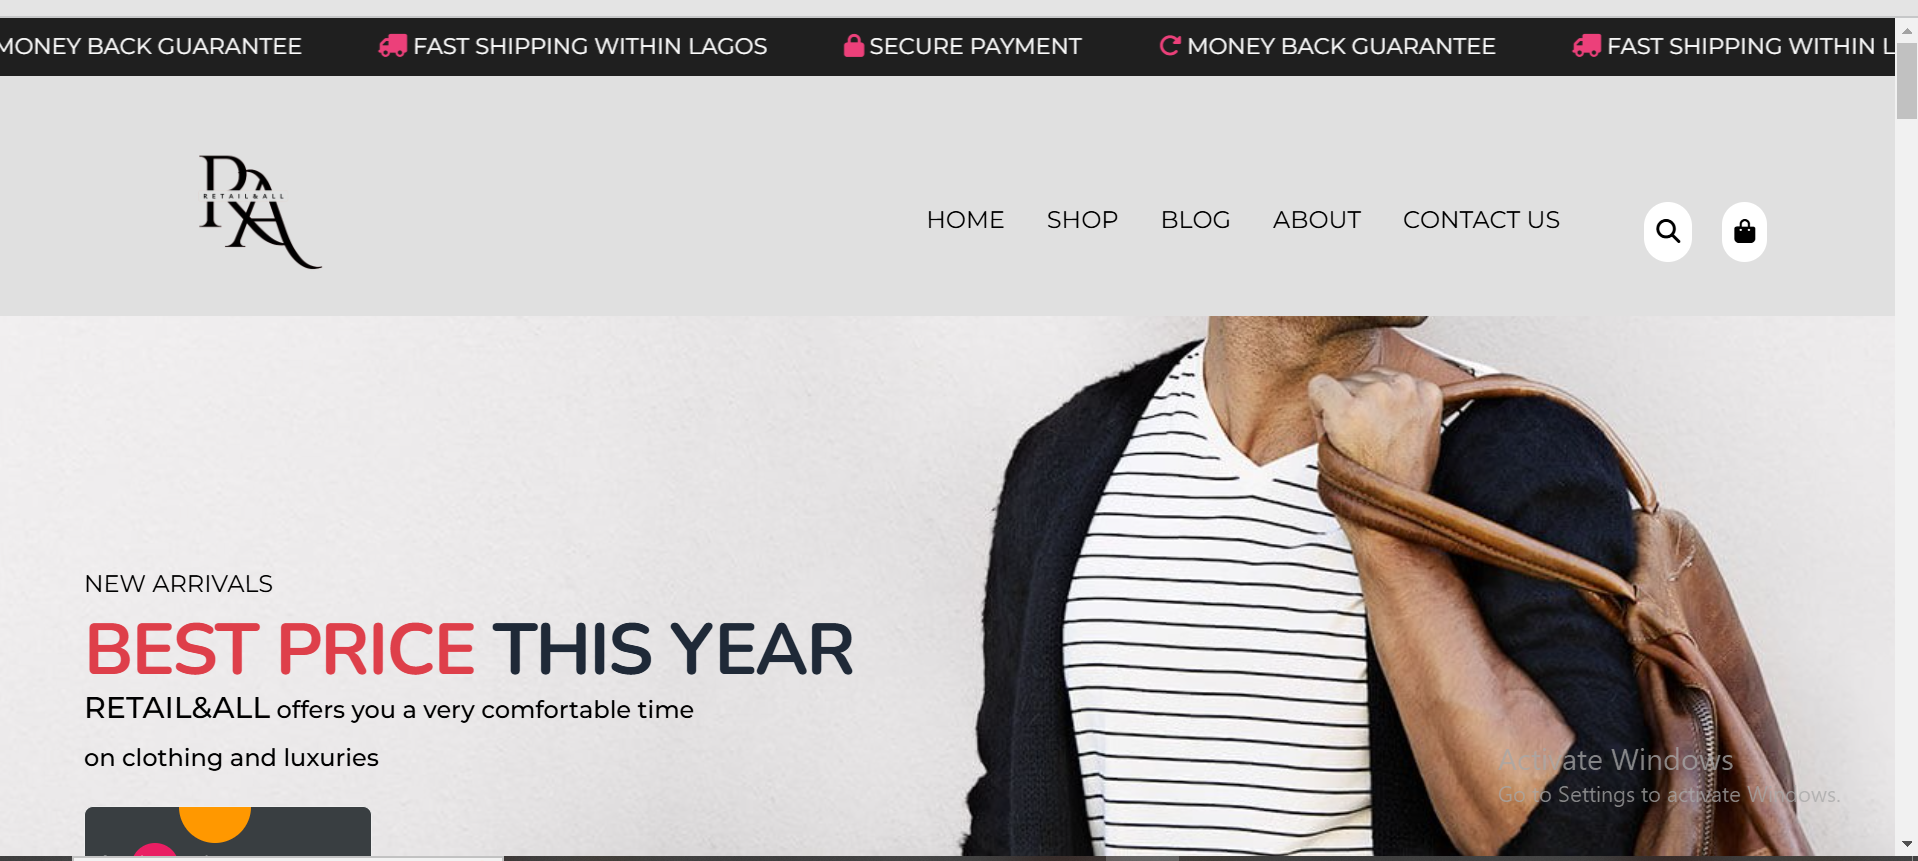 MONEY BACK GUARANTEE FAST SHIPPING WITHIN LAGOS SECURE PAYMENT MONEY BACK GUARANTEE FAST SHIPPING WITHIN L
RA
RETAIL&ALL
HOME SHOP BLOG ABOUT CONTACT US
NEW ARRIVALS
BEST PRICE THIS YEAR
RETAIL&ALL offers you a very comfortable time
on clothing and luxuries
Activate Windows
Go to Settings to activate Windows.